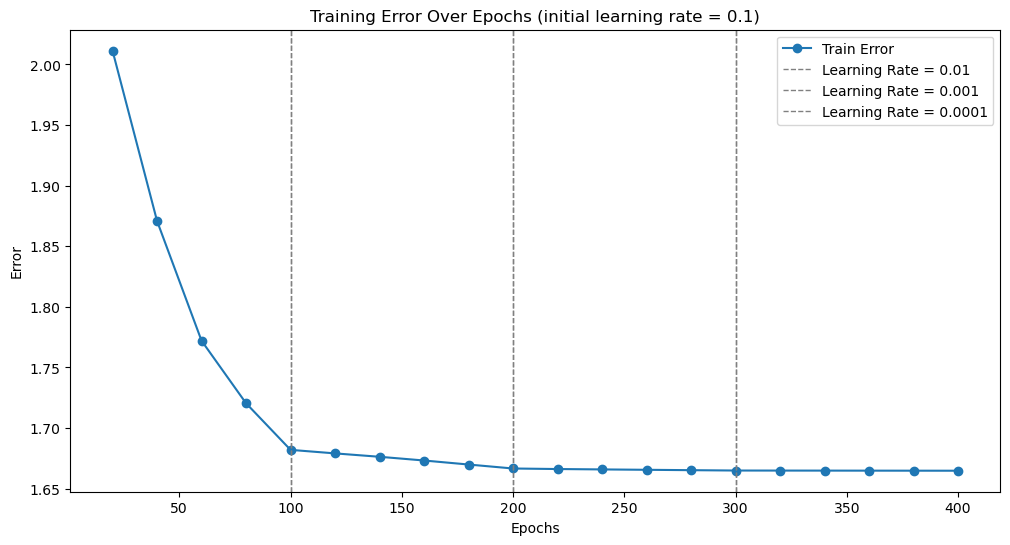 Training Error Over Epochs (initial learning rate = 0.1)
Train Error
Learning Rate = 0.01
Learning Rate = 0.001
Learning Rate = 0.0001
Error
2.00
1.95
1.90
1.85
1.80
1.75
1.70
1.65
50 100 150 200 250 300 350 400
Epochs